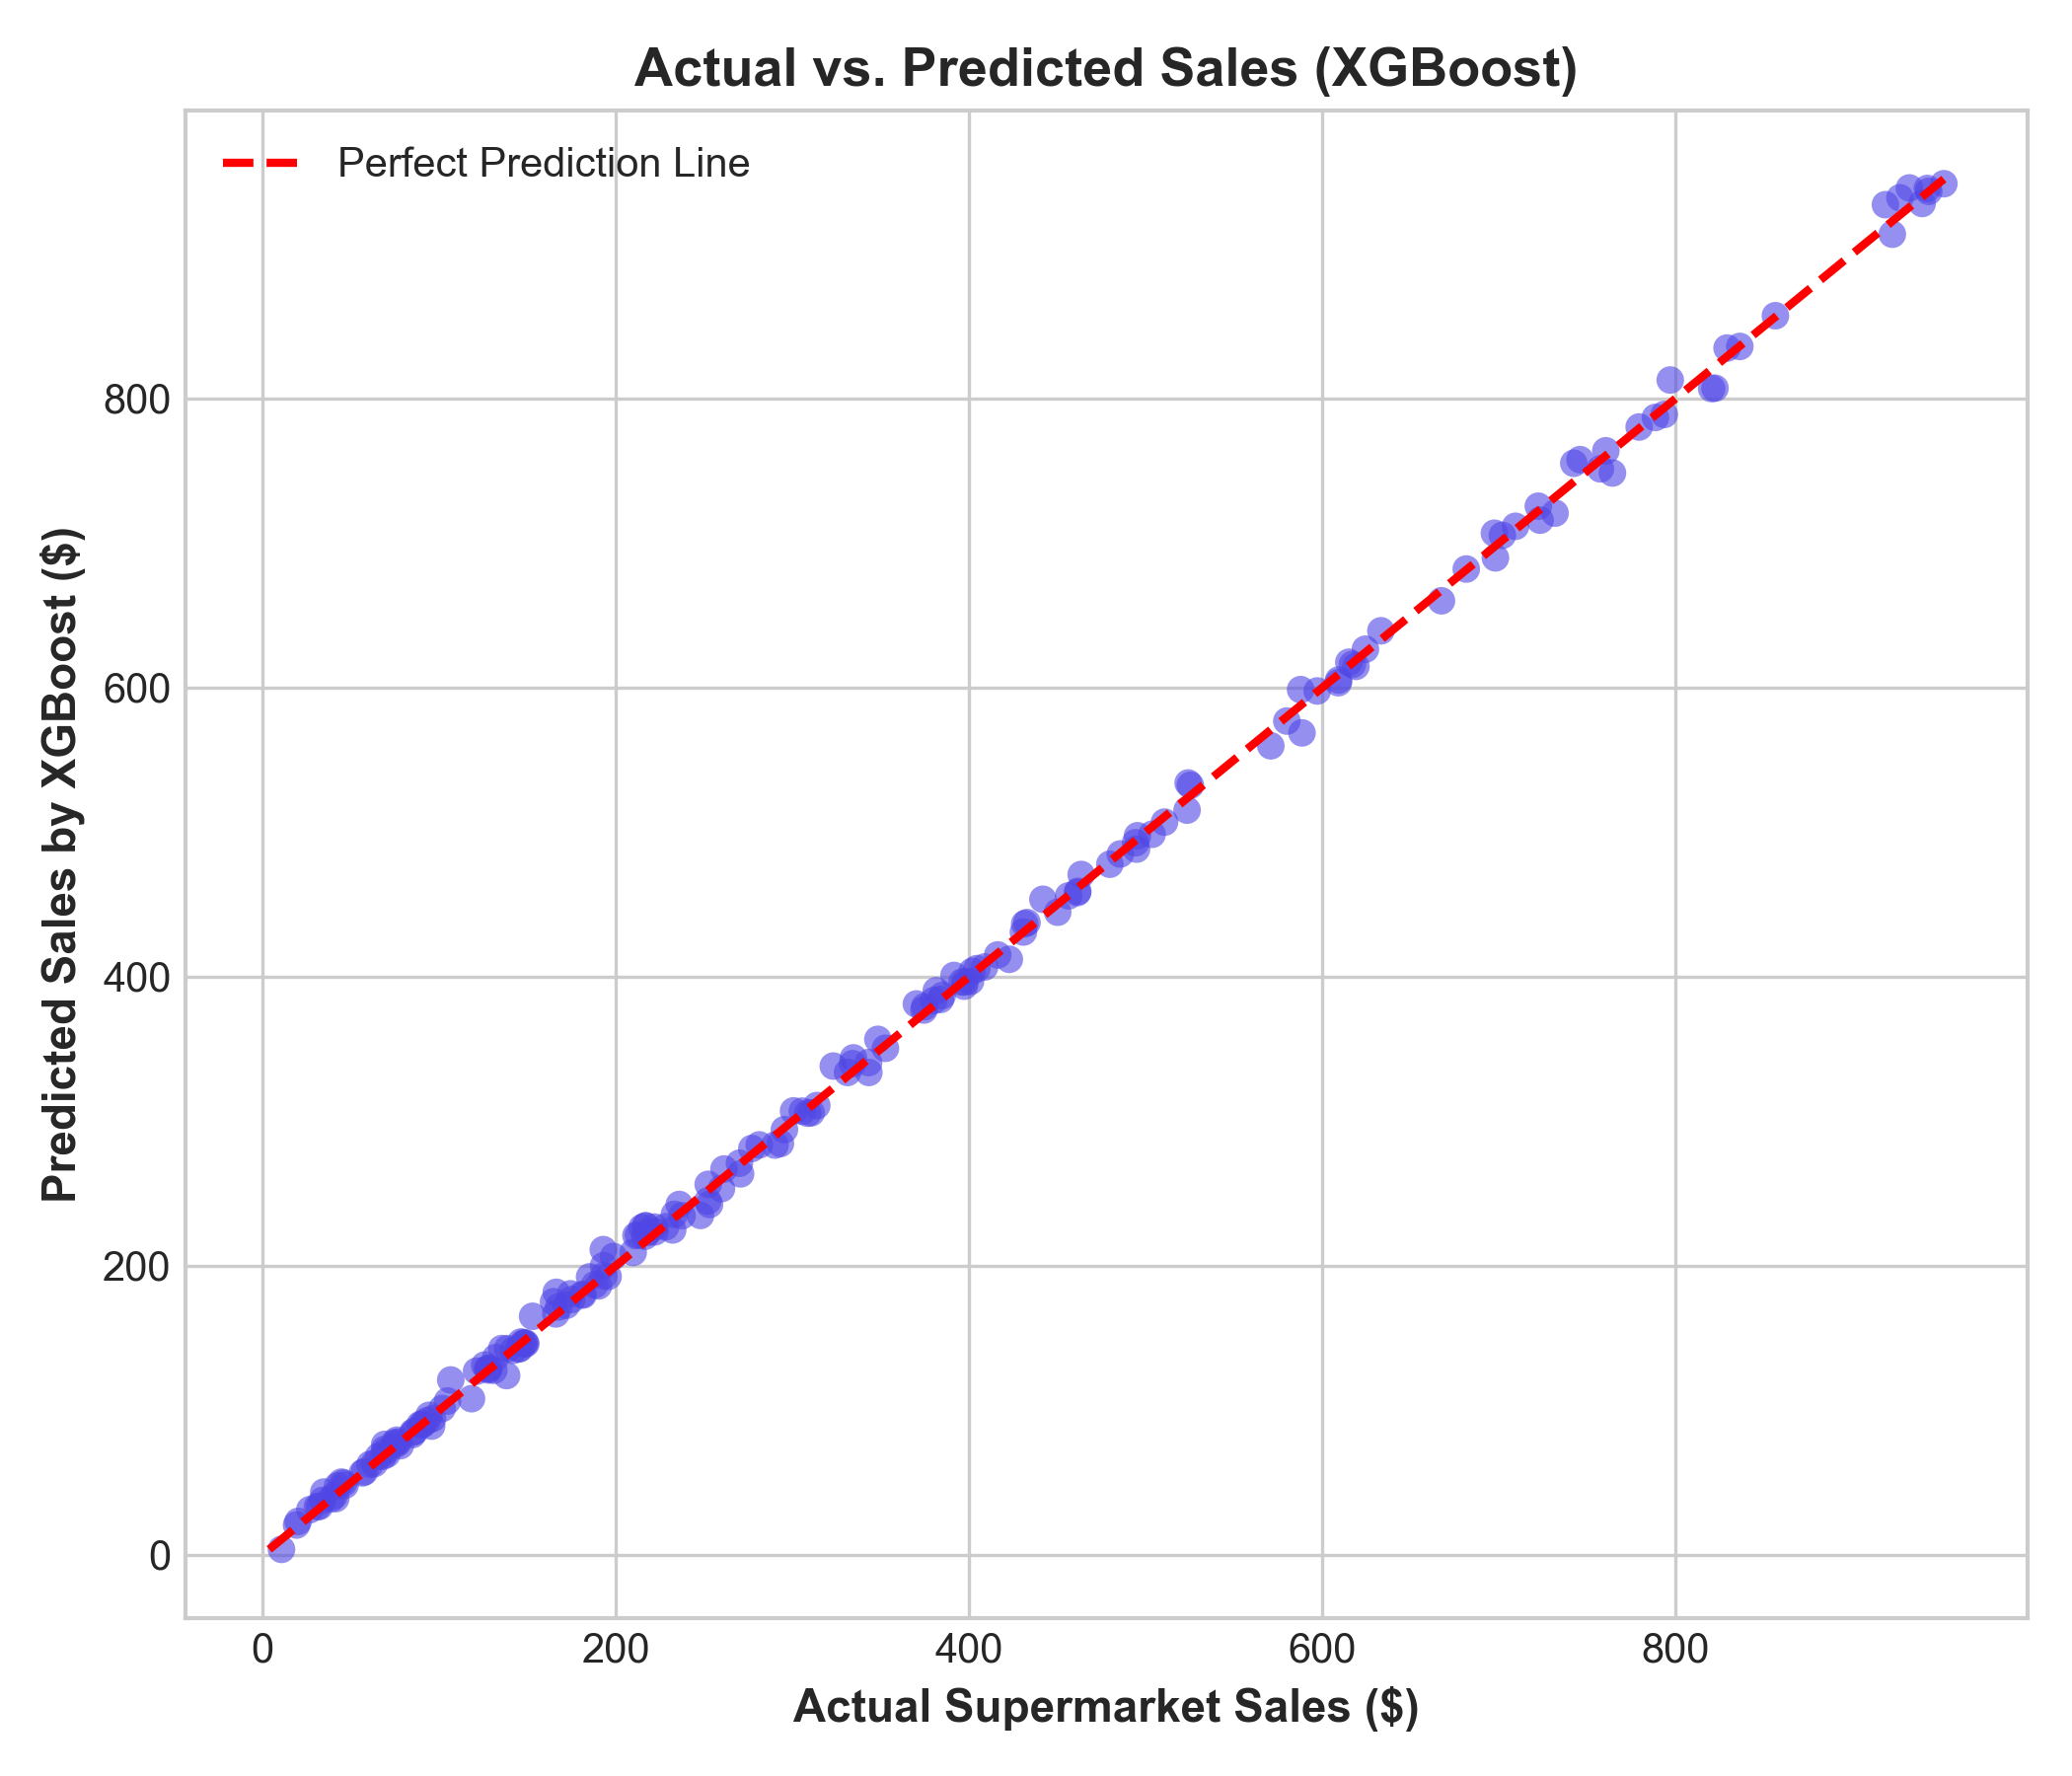 Actual vs. Predicted Sales (XGBoost)
Perfect Prediction Line
Predicted Sales by XGBoost ($)
800
600
400
200
0
0 200 400 600 800
Actual Supermarket Sales ($)